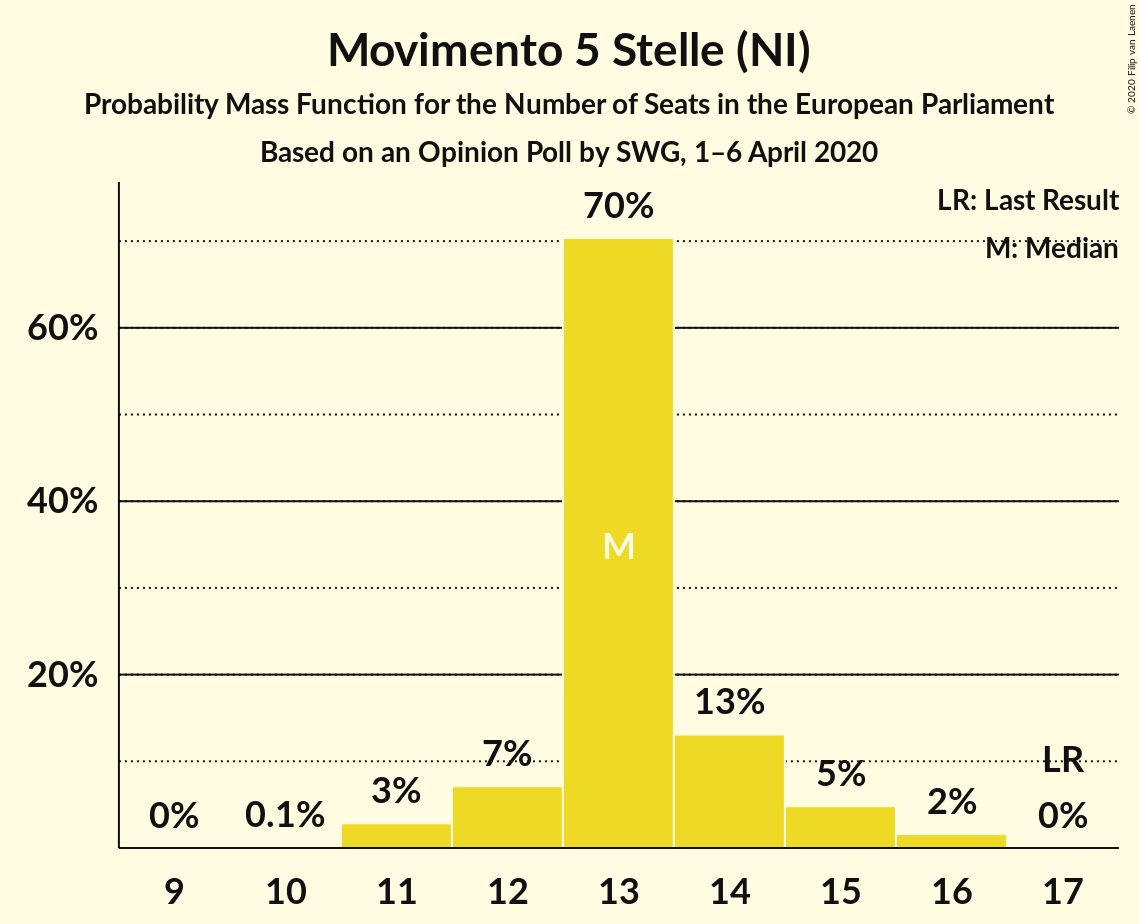 Movimento 5 Stelle (NI)
Probability Mass Function for the Number of Seats in the European Parliament
Based on an Opinion Poll by SWG, 1–6 April 2020
© 2020 Filip van Laenen
LR: Last Result
M: Median
60%
40%
20%
0%
0.1%
3%
7%
70%
M
13%
5%
2%
LR
0%
9 10 11 12 13 14 15 16 17